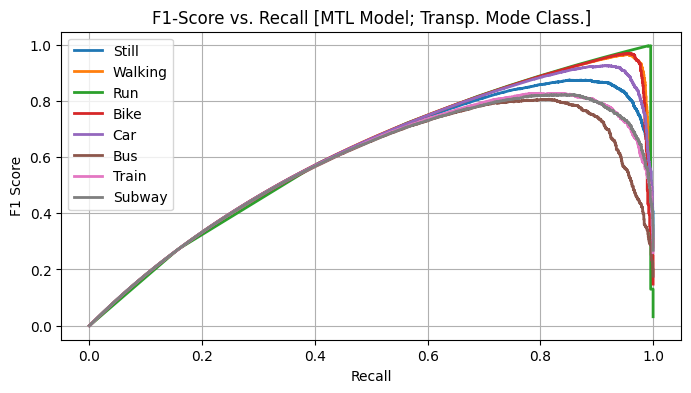 F1-Score vs. Recall [MTL Model; Transp. Mode Class.]
F1 Score
1.0
0.8
0.6
0.4
0.2
0.0
Still
Walking
Run
Bike
Car
Bus
Train
Subway
0.0 0.2 0.4 0.6 0.8 1.0
Recall